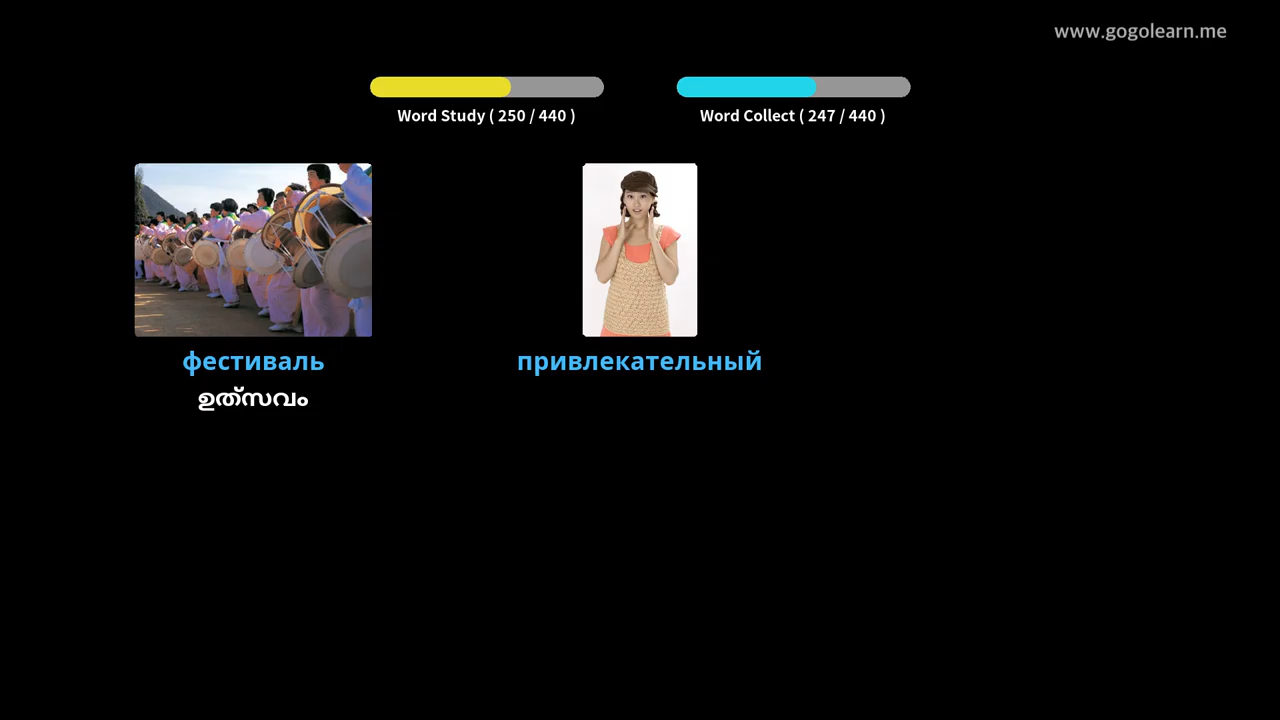 www.gogolearn.me
Word Study ( 250 / 440 )
Word Collect ( 247 / 440 )
фестиваль
ഉത്സവം
привлекательный